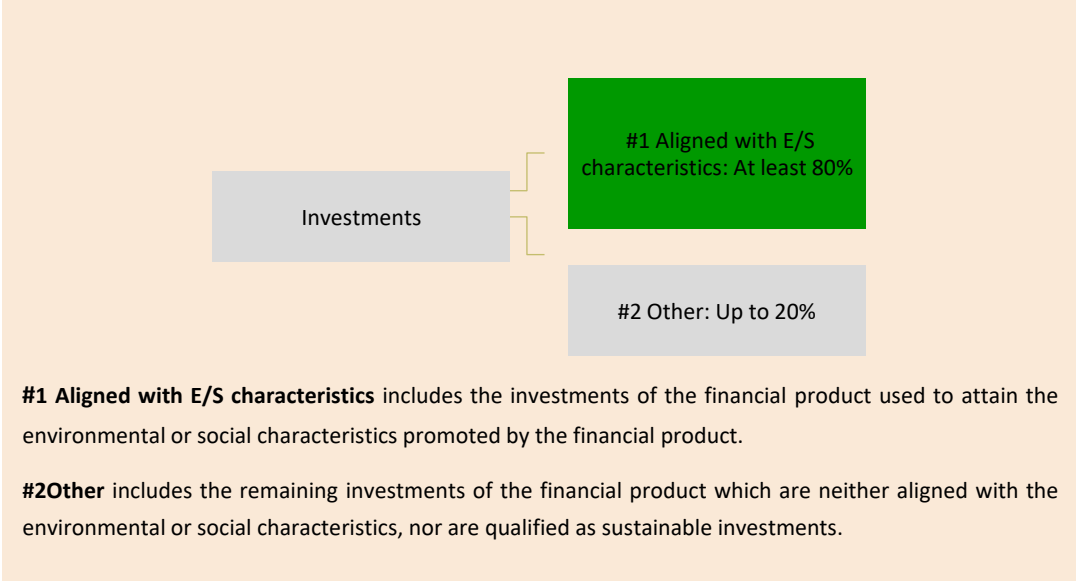 #1 Aligned with E/S
characteristics: At least 80%
Investments
#2 Other: Up to 20%
#1 Aligned with E/S characteristics includes the investments of the financial product used to attain the
environmental or social characteristics promoted by the financial product.
#2Other includes the remaining investments of the financial product which are neither aligned with the
environmental or social characteristics, nor are qualified as sustainable investments.